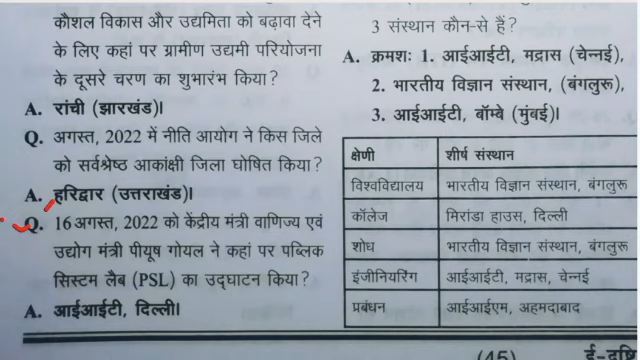 कौशल विकास और उद्यमिता को बढ़ावा देने
के लिए कहां पर ग्रामीण उद्यमी परियोजना
के दूसरे चरण का शुभारंभ किया?
A. रांची (झारखंड)।
Q. अगस्त, 2022 में नीति आयोग ने किस जिले
को सर्वश्रेष्ठ आकांक्षी जिला घोषित किया?
A. हरिद्वार (उत्तराखंड)।
Q. 16 अगस्त, 2022 को केंद्रीय मंत्री वाणिज्य एवं
उद्योग मंत्री पीयूष गोयल ने कहां पर पब्लिक
सिस्टम लैब (PSL) का उद्घाटन किया?
A. आईआईटी, दिल्ली।
3 संस्थान कौन-से हैं?
A. क्रमशः 1. आईआईटी, मद्रास (चेन्नई),
2. भारतीय विज्ञान संस्थान, (बंगलुरू),
3. आईआईटी, बॉम्बे (मुंबई)।
क्षेणी शीर्ष संस्थान
विश्वविद्यालय भारतीय विज्ञान संस्थान, बंगलुरू
कॉलेज मिरांडा हाउस, दिल्ली
शोध भारतीय विज्ञान संस्थान, बंगलुरू
इंजीनियरिंग आईआईटी, मद्रास, चेन्नई
प्रबंधन आईआईएम, अहमदाबाद